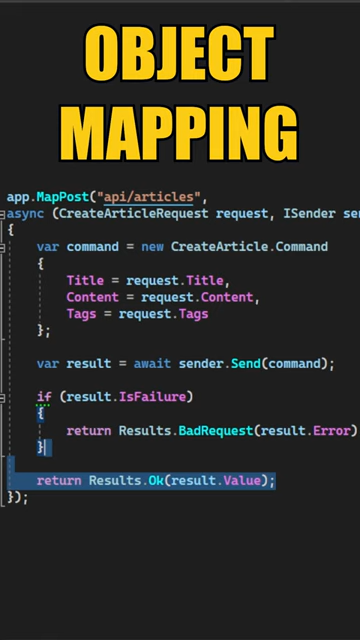 OBJECT
MAPPING
app.MapPost("api/articles",
async (CreateArticleRequest request, ISender sender
{
var command = new CreateArticle.Command
{
Title = request.Title,
Content = request.Content,
Tags = request.Tags
};
var result = await sender.Send(command);
if (result.IsFailure)
{
return Results.BadRequest(result.Error)
}
return Results.Ok(result.Value);
});